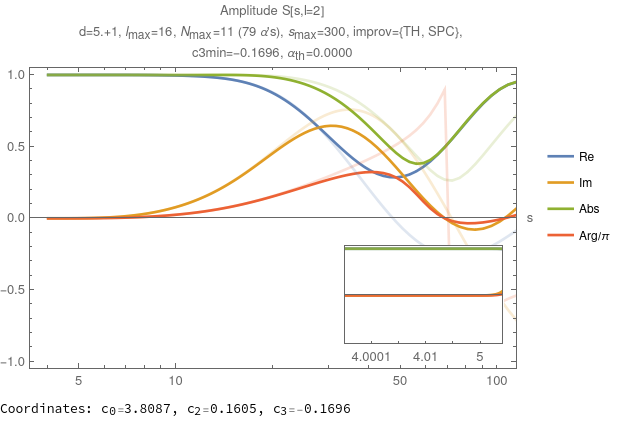 Amplitude S[s,l=2]
d=5.+1, lmax=16, Nmax=11 (79 α's), smax=300, improv={TH, SPC},
c3min=-0.1696, αth=0.0000
1.0
0.5
0.0
-0.5
-1.0
s
Re
Im
Abs
Arg/π
4.0001 4.01 5
5 10 50 100
Coordinates: c0=3.8087, c2=0.1605, c3=-0.1696